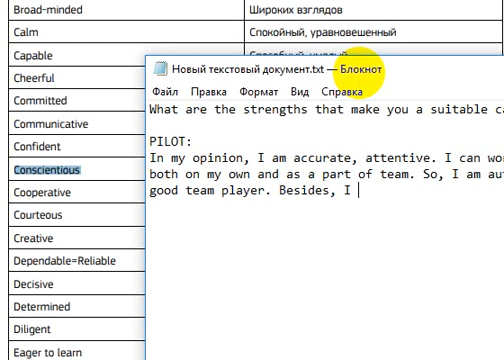 Broad-minded Широких взглядов
Calm Спокойный, уравновешенный
Capable
Новый текстовый документ.txt — Блокнот
Cheerful
Файл Правка Формат Вид Справка
Committed
What are the strengths that make you a suitable
Communicative
PILOT:
Confident
In my opinion, I am accurate, attentive. I can
Conscientious
both on my own and as a part of team. So, I am
Cooperative
good team player. Besides, I
Courteous
Creative
Dependable=Reliable
Decisive
Determined
Diligent
Eager to learn